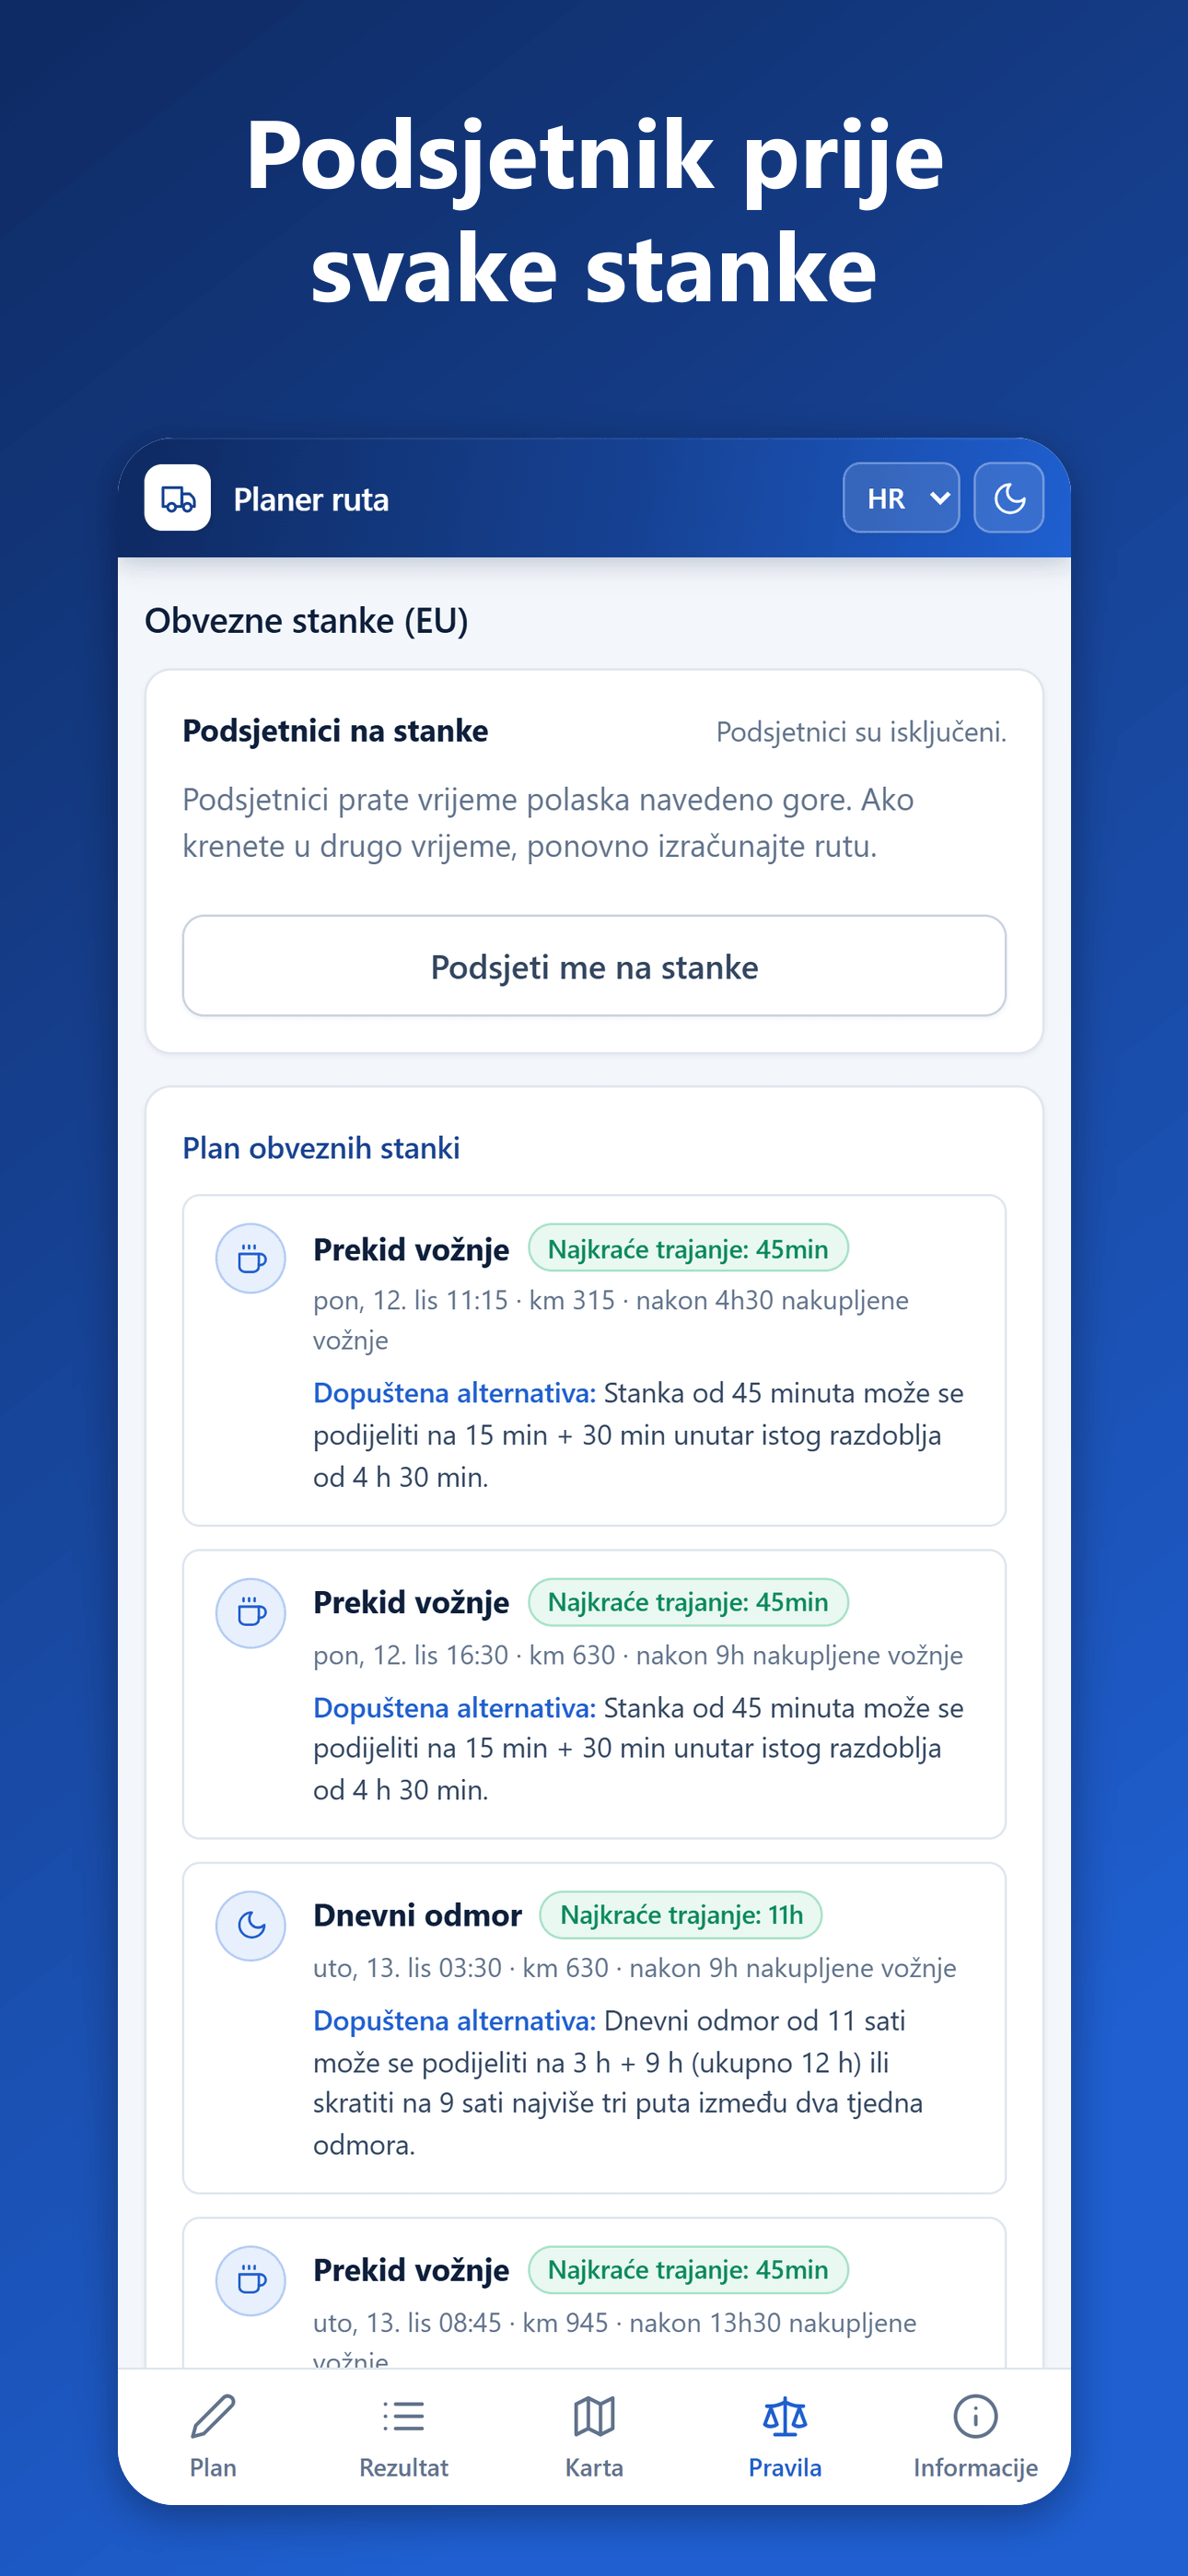 Podsjetnik prije
svake stanke
Planer ruta
HR
Obvezne stanke (EU)
Podsjetnici na stanke
Podsjetnici su isključeni.
Podsjetnici prate vrijeme polaska navedeno gore. Ako
krenete u drugo vrijeme, ponovno izračunajte rutu.
Podsjeti me na stanke
Plan obveznih stanki
Prekid vožnje
Najkraće trajanje: 45min
pon, 12. lis 11:15 · km 315 · nakon 4h30 nakupljene
vožnje
Dopuštena alternativa: Stanka od 45 minuta može se
podijeliti na 15 min + 30 min unutar istog razdoblja
od 4 h 30 min.
Prekid vožnje
Najkraće trajanje: 45min
pon, 12. lis 16:30 · km 630 · nakon 9h nakupljene vožnje
Dopuštena alternativa: Stanka od 45 minuta može se
podijeliti na 15 min + 30 min unutar istog razdoblja
od 4 h 30 min.
Dnevni odmor
Najkraće trajanje: 11h
uto, 13. lis 03:30 · km 630 · nakon 9h nakupljene vožnje
Dopuštena alternativa: Dnevni odmor od 11 sati
može se podijeliti na 3 h + 9 h (ukupno 12 h) ili
skratiti na 9 sati najviše tri puta između dva tjedna
odmora.
Prekid vožnje
Najkraće trajanje: 45min
uto, 13. lis 08:45 · km 945 · nakon 13h30 nakupljene
vožnje
Plan
Rezultat
Karta
Pravila
Informacije